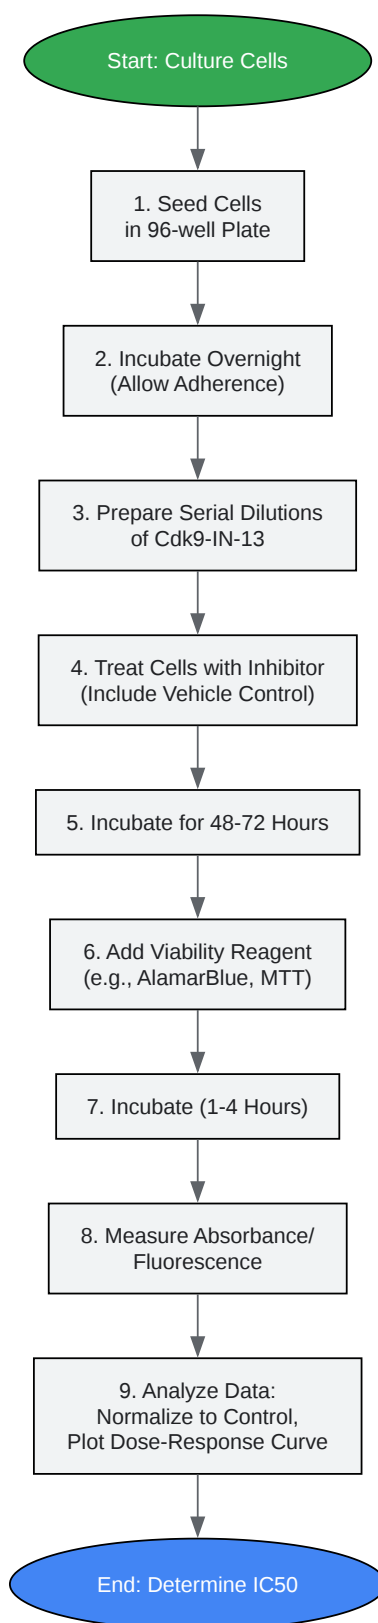 Start: Culture Cells
1. Seed Cells
in 96-well Plate
2. Incubate Overnight
(Allow Adherence)
3. Prepare Serial Dilutions
of Cdk9-IN-13
4. Treat Cells with Inhibitor
(Include Vehicle Control)
5. Incubate for 48-72 Hours
6. Add Viability Reagent
(e.g., AlamarBlue, MTT)
7. Incubate (1-4 Hours)
8. Measure Absorbance/
Fluorescence
9. Analyze Data:
Normalize to Control,
Plot Dose-Response Curve
End: Determine IC50